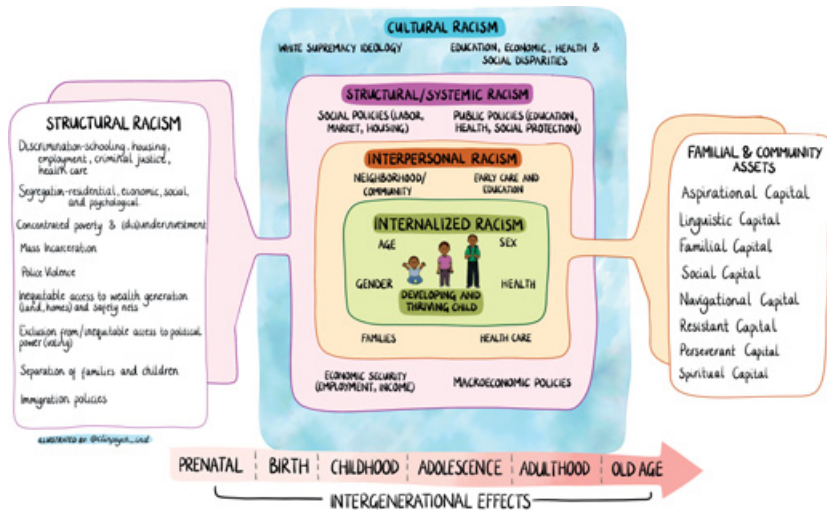 CULTURAL RACISM
WHITE SUPREMACY IDEOLOGY
EDUCATION, ECONOMIC, HEALTH &
SOCIAL DISPARITIES
STRUCTURAL/SYSTEMIC RACISM
SOCIAL POLICIES (LABOR,
MARKET, HOUSING)
PUBLIC POLICIES (EDUCATION,
HEALTH, SOCIAL PROTECTION)
INTERPERSONAL RACISM
NEIGHBORHOOD/
COMMUNITY
EARLY CARE AND
EDUCATION
INTERNALIZED RACISM
AGE
SEX
GENDER
HEALTH
DEVELOPING AND
THRIVING CHILD
FAMILIES
HEALTH CARE
ECONOMIC SECURITY
(EMPLOYMENT, INCOME)
MACROECONOMIC POLICIES
STRUCTURAL RACISM
Discrimination-schooling, housing,
employment, criminal justice,
health care
Segregation-residential, economic, social,
and psychological
Concentrated poverty & (dis)underinvestment
Mass Incarceration
Police Violence
Inequitable access to wealth generation
(land, homes) and safety nets
Exclusion from/inequitable access to political
power (voting)
Separation of families and children
Immigration policies
ILLUSTRATED BY
FAMILIAL & COMMUNITY
ASSETS
Aspirational Capital
Linguistic Capital
Familial Capital
Social Capital
Navigational Capital
Resistant Capital
Perseverant Capital
Spiritual Capital
PRENATAL
BIRTH
CHILDHOOD
ADOLESCENCE
ADULTHOOD
OLD AGE
INTERGENERATIONAL EFFECTS